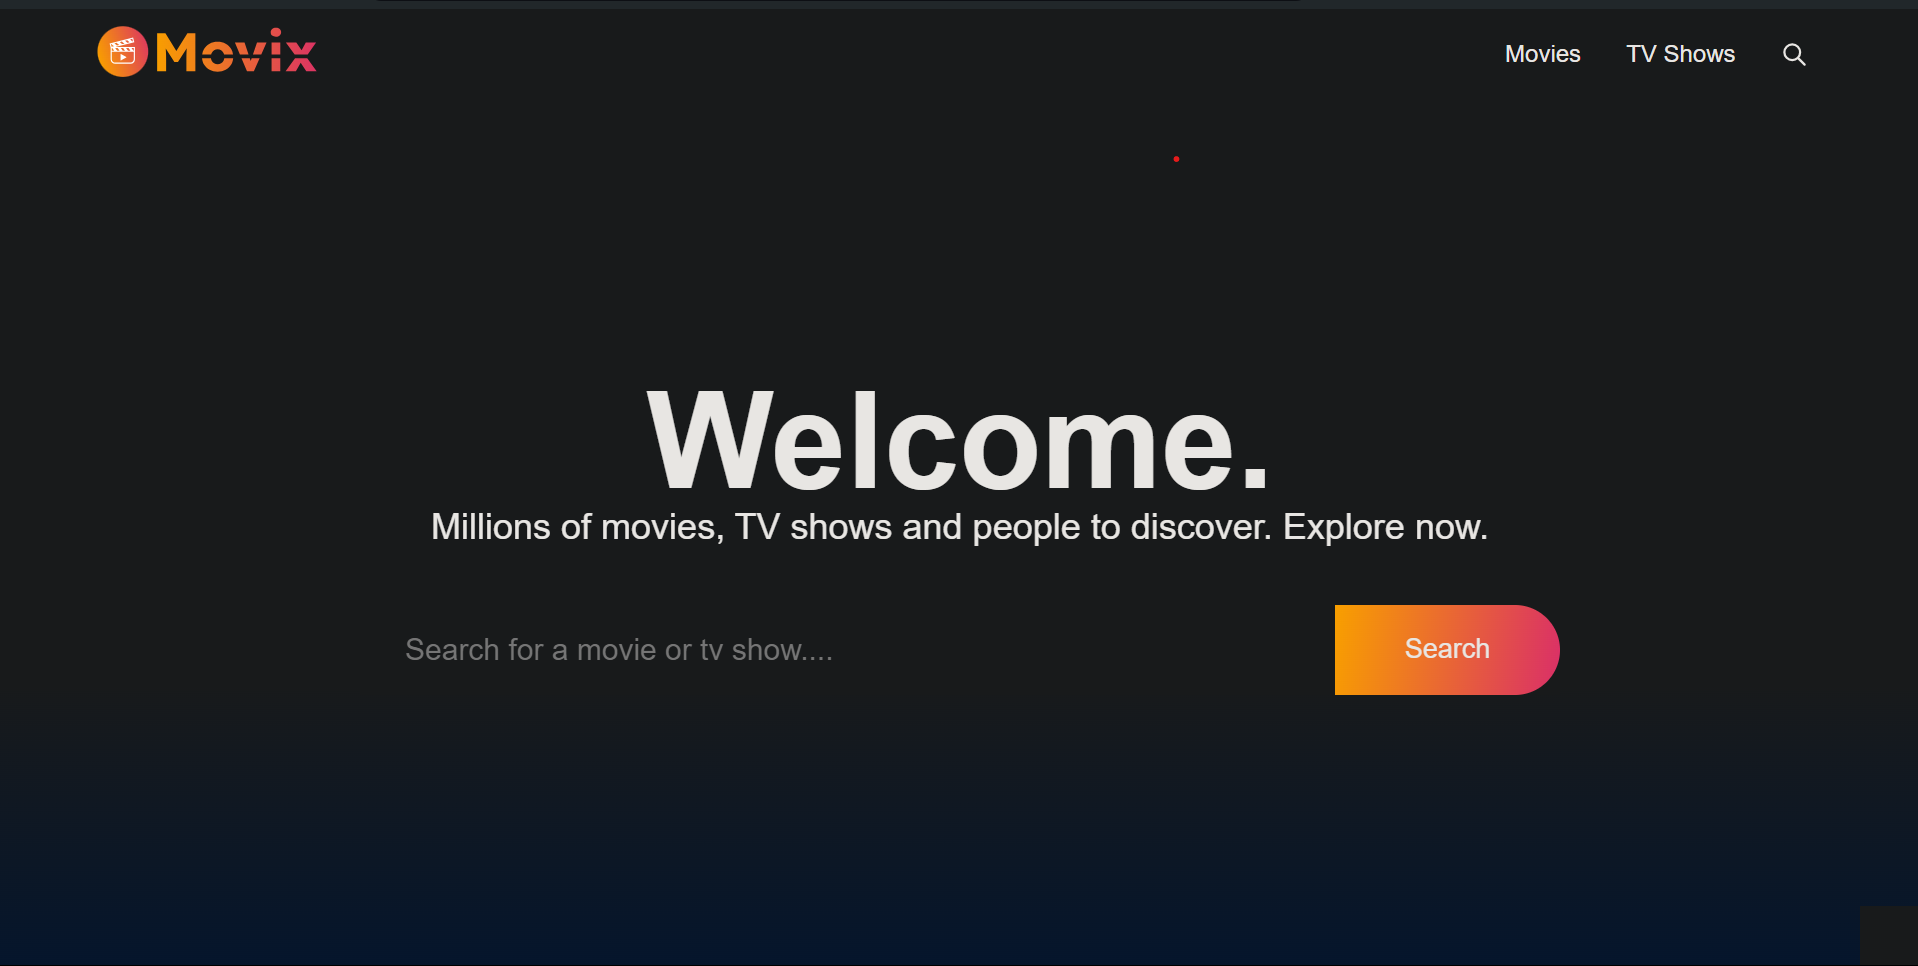 Movix
Movies
TV Shows
Welcome.
Millions of movies, TV shows and people to discover. Explore now.
Search for a movie or tv show....
Search